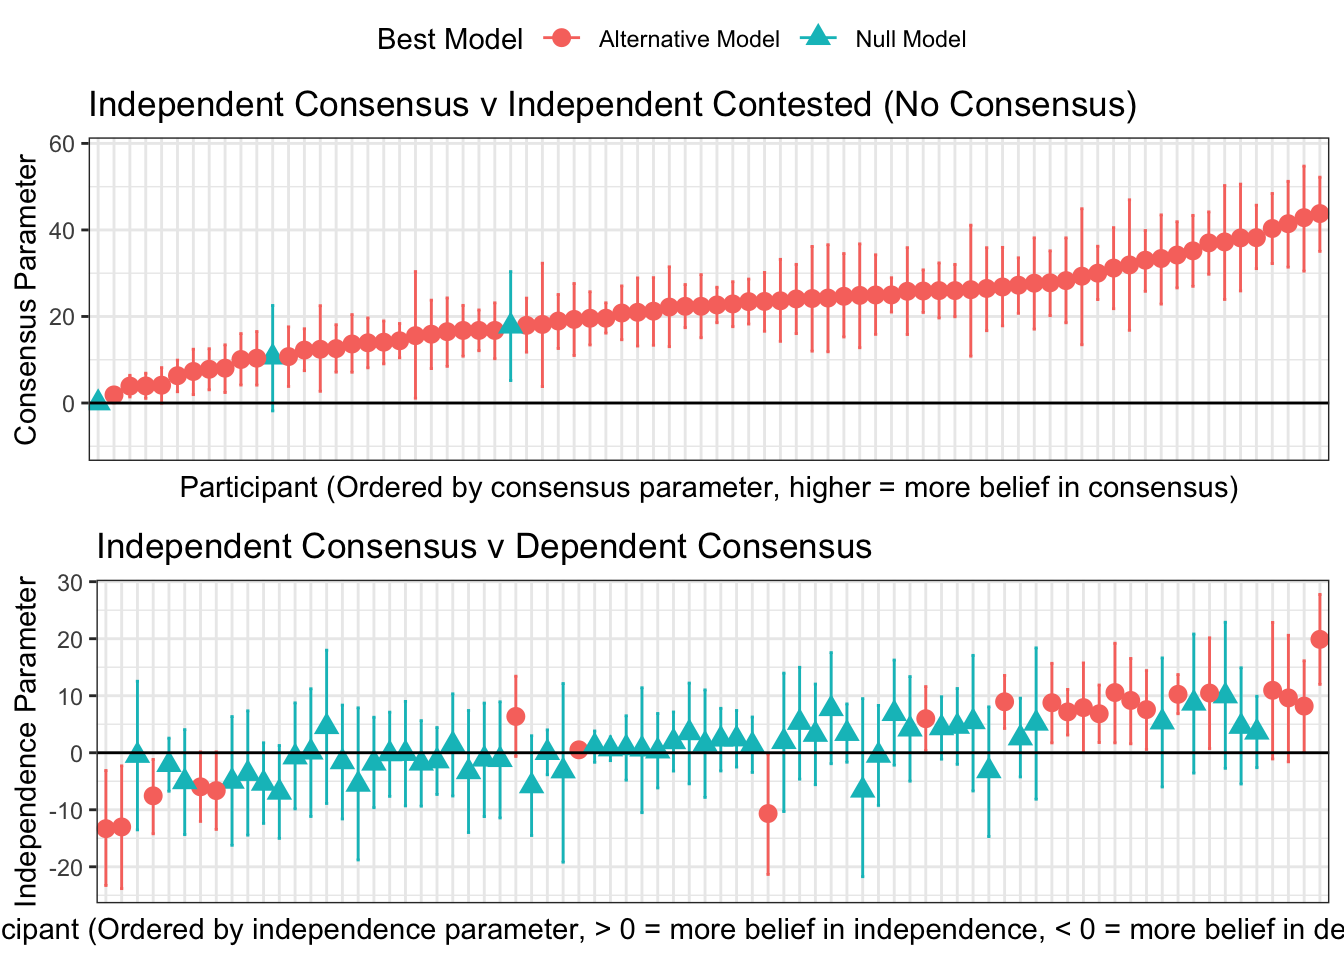 Best Model Alternative Model Null Model
Independent Consensus v Independent Contested (No Consensus)
Consensus Parameter
60
40
20
0
Participant (Ordered by consensus parameter, higher = more belief in consensus)
Independent Consensus v Dependent Consensus
Independence Parameter
30
20
10
0
-10
-20
cipant (Ordered by independence parameter, > 0 = more belief in independence, < 0 = more belief in de